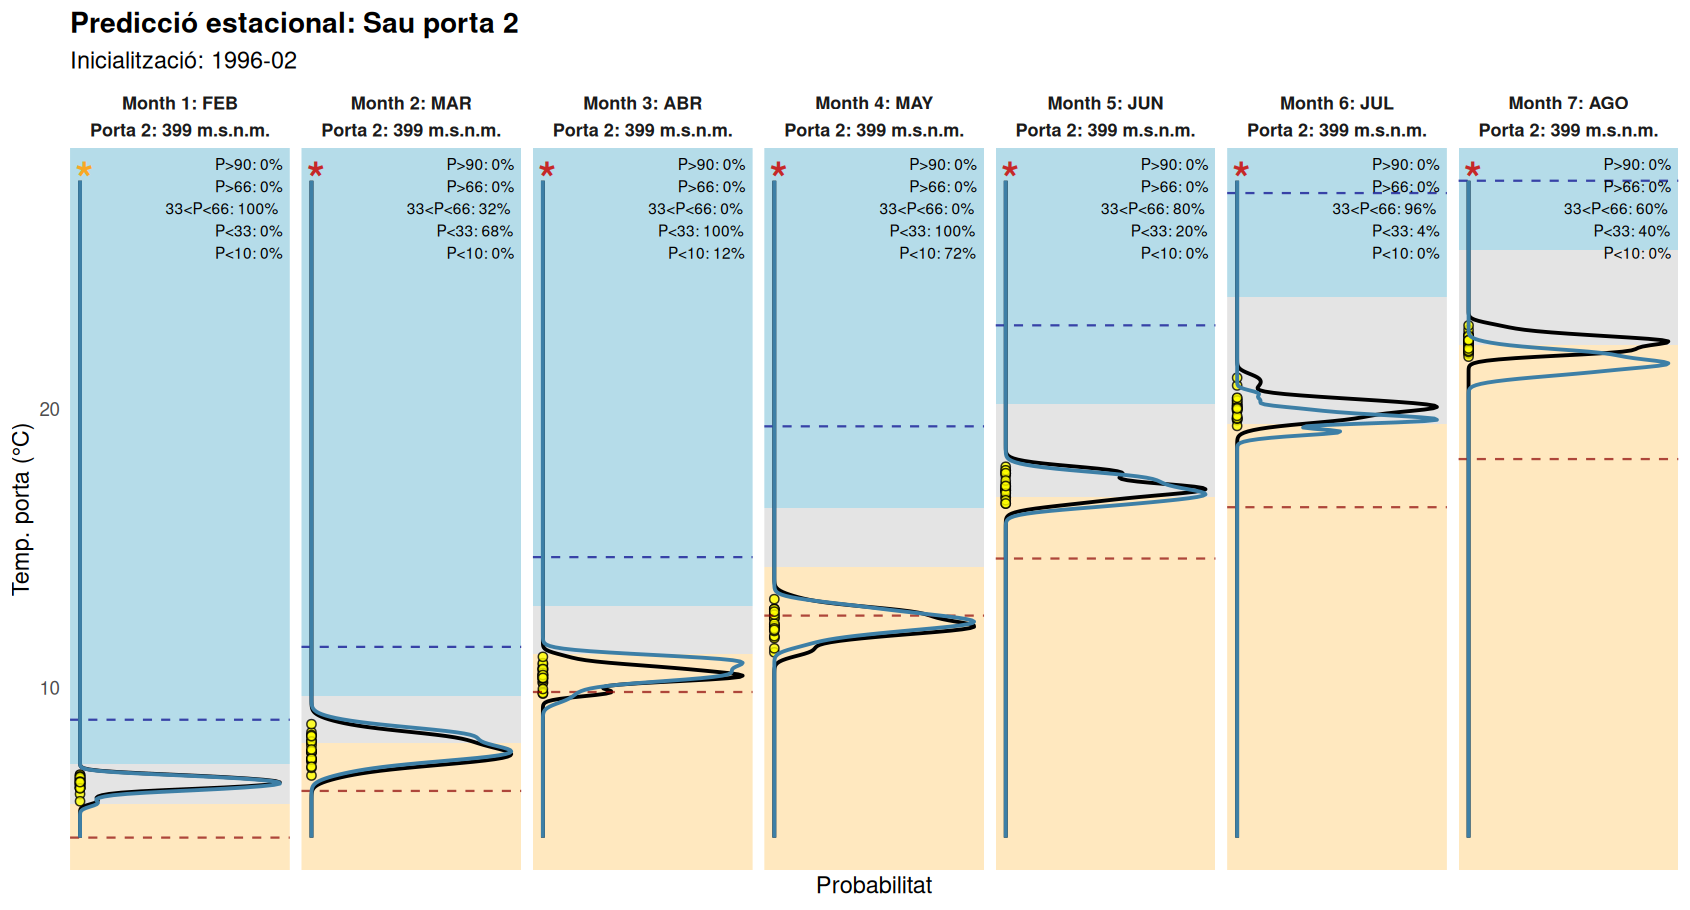 Predicció estacional: Sau porta 2
Inicialització: 1996-02
Month 1: FEB
Porta 2: 399 m.s.n.m.
*
P>90: 0%
P>66: 0%
33<P<66: 100%
P<33: 0%
P<10: 0%
Month 2: MAR
Porta 2: 399 m.s.n.m.
*
P>90: 0%
P>66: 0%
33<P<66: 32%
P<33: 68%
P<10: 0%
Month 3: ABR
Porta 2: 399 m.s.n.m.
*
P>90: 0%
P>66: 0%
33<P<66: 0%
P<33: 100%
P<10: 12%
Month 4: MAY
Porta 2: 399 m.s.n.m.
*
P>90: 0%
P>66: 0%
33<P<66: 0%
P<33: 100%
P<10: 72%
Month 5: JUN
Porta 2: 399 m.s.n.m.
*
P>90: 0%
P>66: 0%
33<P<66: 80%
P<33: 20%
P<10: 0%
Month 6: JUL
Porta 2: 399 m.s.n.m.
*
P>90: 0%
P>66: 0%
33<P<66: 96%
P<33: 4%
P<10: 0%
Month 7: AGO
Porta 2: 399 m.s.n.m.
*
P>90: 0%
P>66: 0%
33<P<66: 60%
P<33: 40%
P<10: 0%
Temp. porta (°C)
20
10
Probabilitat